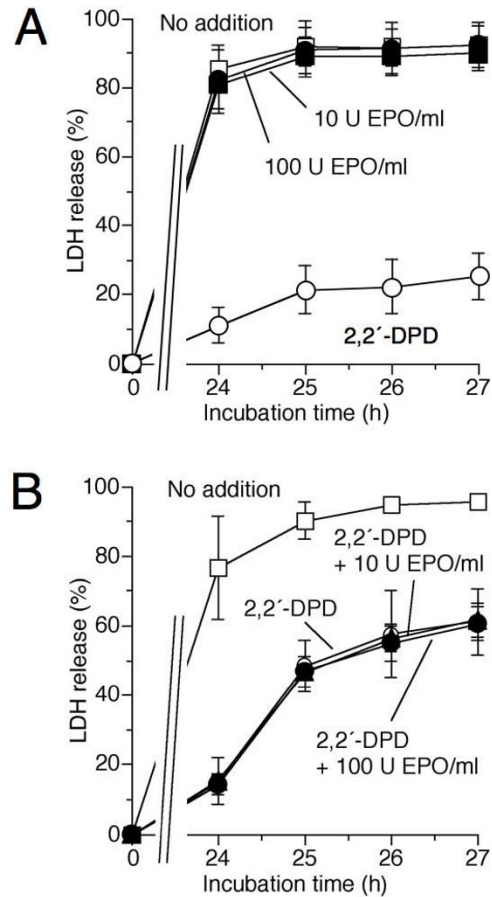 A
No addition
100
80
60
40
20
0
LDH release (%)
10 U EPO/ml
100 U EPO/ml
2,2´-DPD
0
24
25
26
27
Incubation time (h)
B
No addition
100
80
60
40
20
0
LDH release (%)
2,2´-DPD
+ 10 U EPO/ml
2,2´-DPD
2,2´-DPD
+ 100 U EPO/ml
0
24
25
26
27
Incubation time (h)